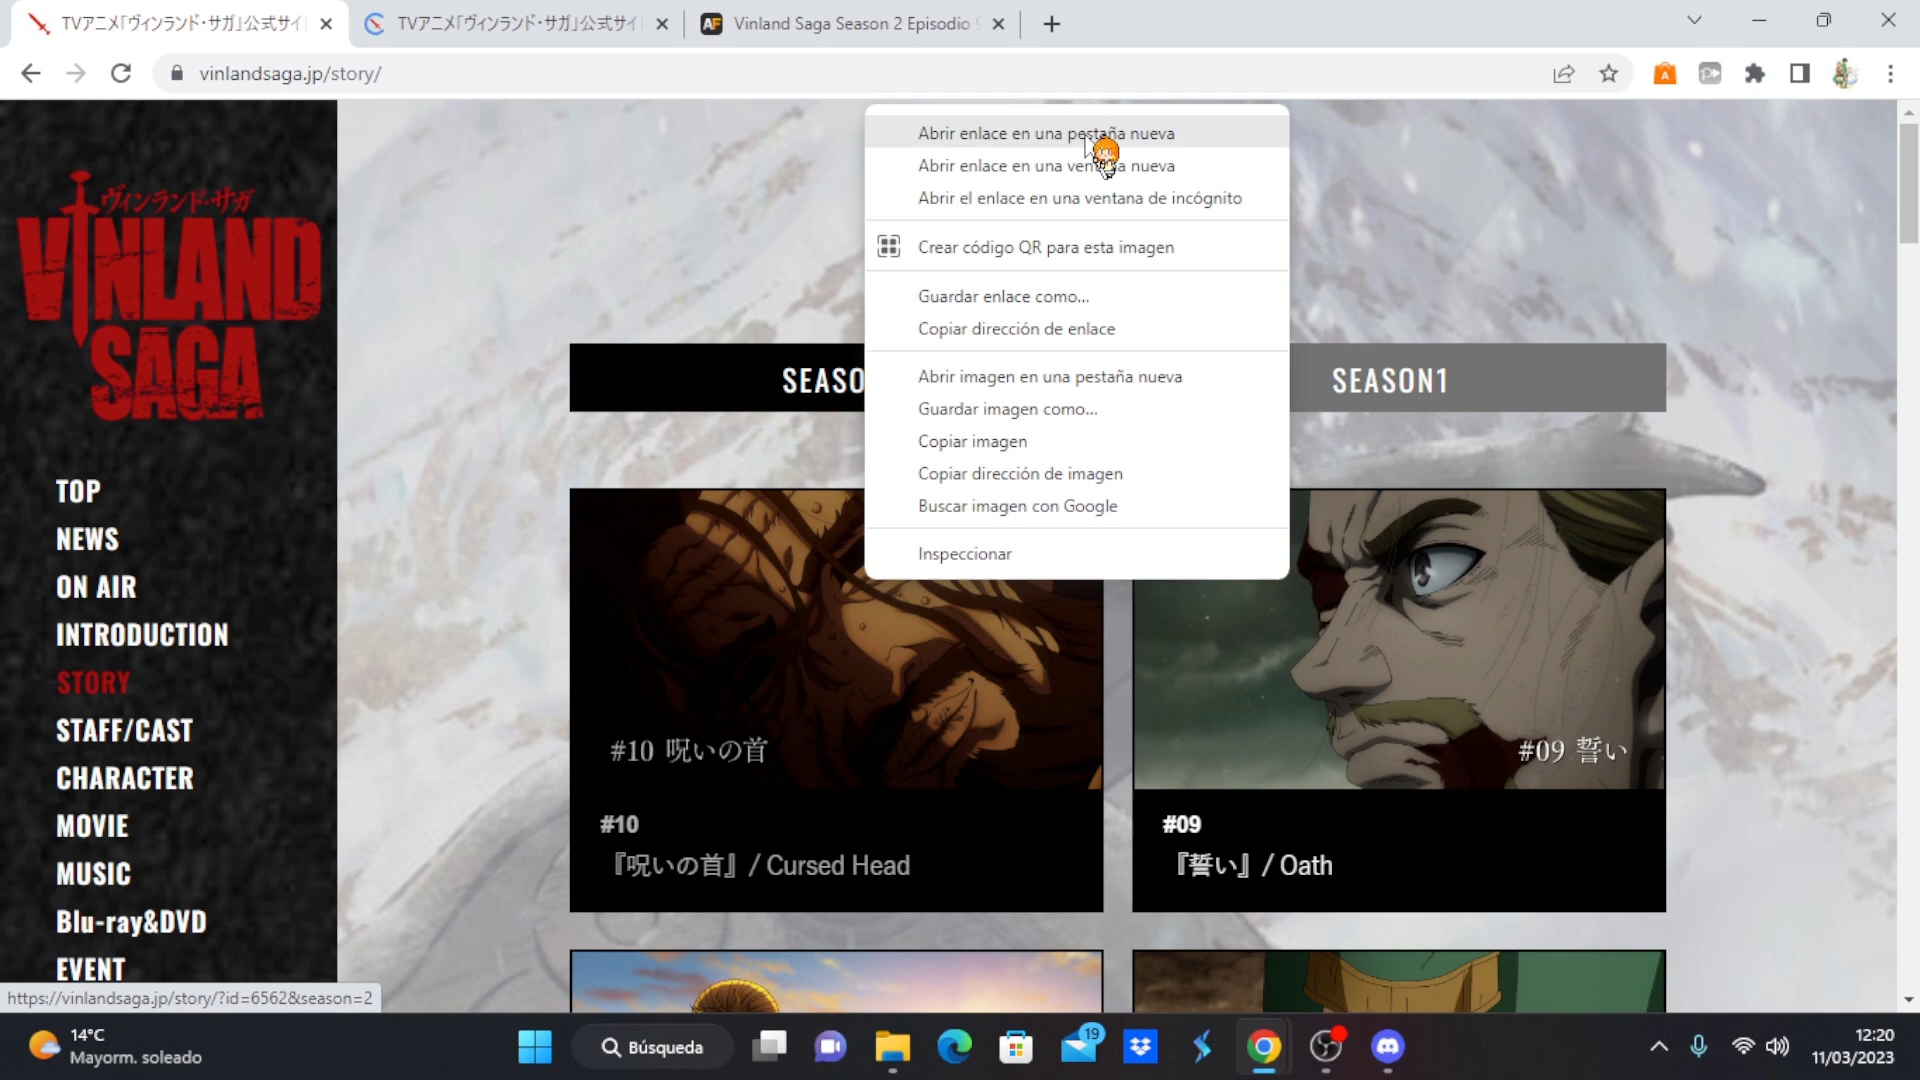 TVアニメ「ヴィンランド・サガ」公式サイ
TVアニメ「ヴィンランド・サガ」公式サイ
AF
Vinland Saga Season 2 Episodio
vinlandsaga.jp/story/
ヴィンランド・サガ
VINLAND
SAGA
TOP
NEWS
ON AIR
INTRODUCTION
STORY
STAFF/CAST
CHARACTER
MOVIE
MUSIC
Blu-ray&DVD
EVENT
https://vinlandsaga.jp/story/?id=6562&season=2
Abrir enlace en una pestaña nueva
Abrir enlace en una nueva
Abrir el enlace en una ventana de incógnito
Crear código QR para esta imagen
Guardar enlace como...
Copiar dirección de enlace
Abrir imagen en una pestaña nueva
Guardar imagen como...
Copiar imagen
Copiar dirección de imagen
Buscar imagen con Google
Inspeccionar
SEASO
SEASON1
#10 呪いの首
#10
『呪いの首』 / Cursed Head
#09 誓い
#09
『誓い』 / Oath
14°C
Mayorm. soleado
Búsqueda
19
12:20
11/03/2023